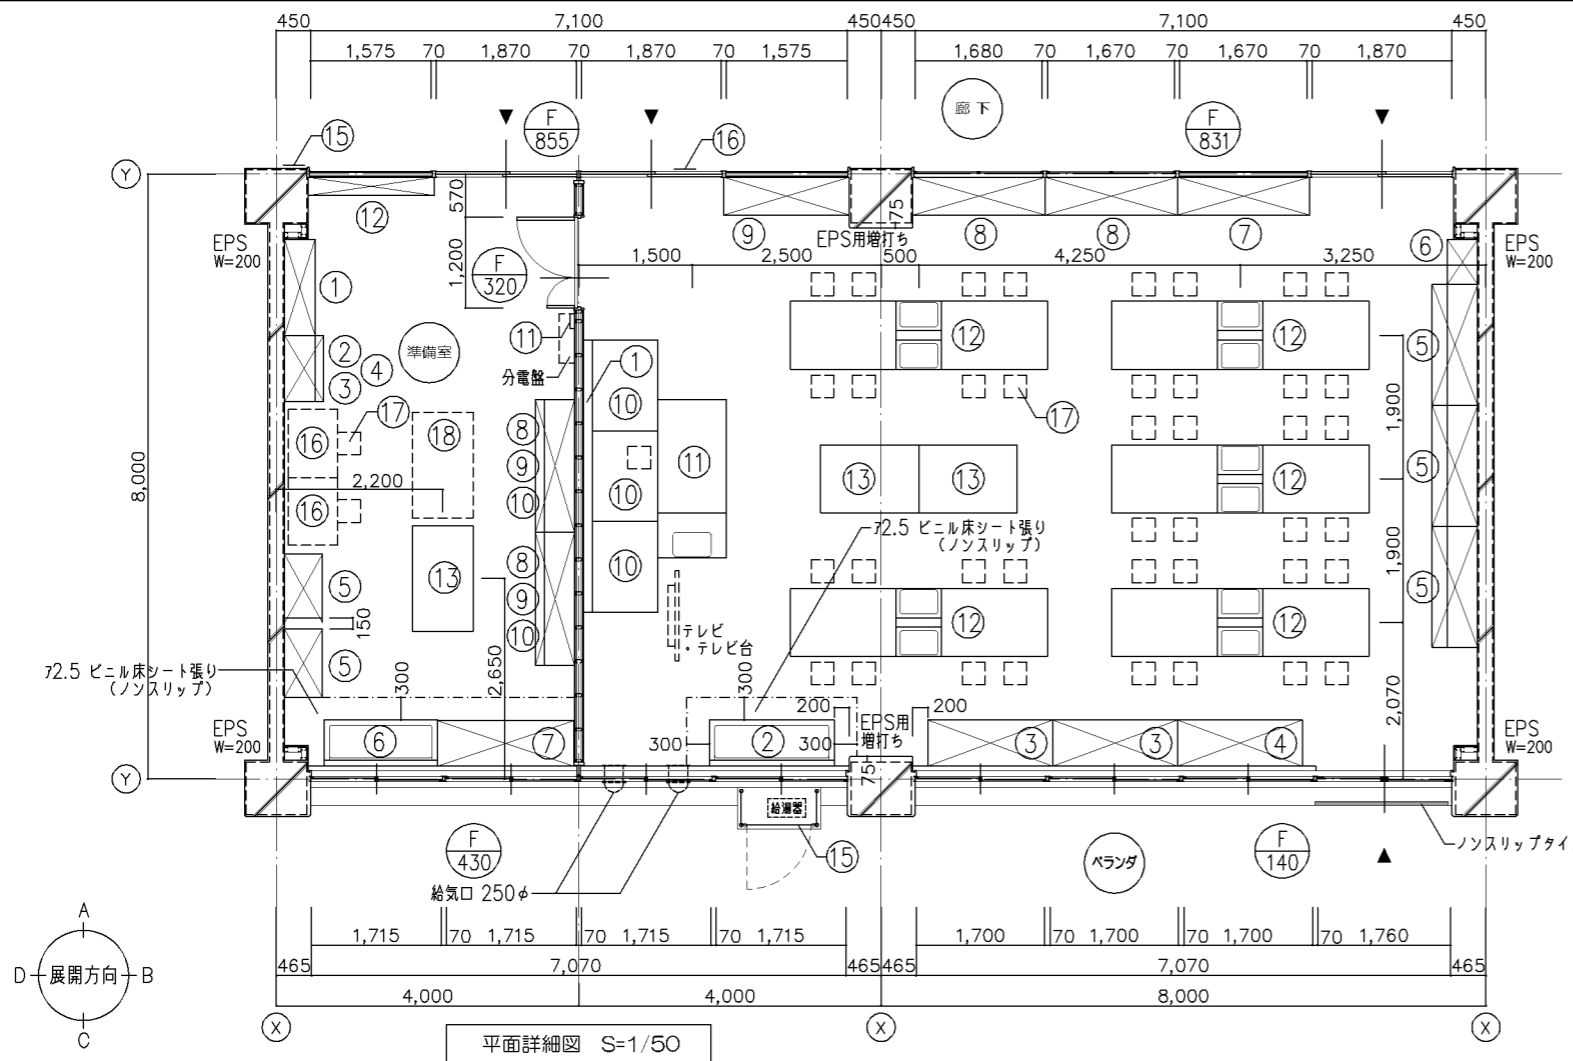 450 7,100 450 450 7,100 450
1,575 70 1,870 70 1,870 70 1,575 1,680 70 1,670 70 1,670 70 1,870
廊下
F
855
F
831
15
16
Y
12
570
75
9
EPS用増打ち
8
8
7
6
EPS
W=200
EPS
W=200
1,500 2,500 500 4,250 3,250
1,200
F
320
1
11
12
12
5
2
4
3
準備室
分電盤
1
10
17
17
1,900
16
18
8
9
10
11
10
13
13
12
5
8,000
2,200
16
ァ2.5 ビニル床シート張り
(ノンスリップ)
1,900
13
8
9
10
10
5
150
5
12
12
5
テレビ
・テレビ台
ァ2.5 ビニル床シート張り
(ノンスリップ)
300
2,650
300
200
EPS用
増打ち
200
2,070
EPS
W=200
6
7
300
2
300
3
3
4
EPS
W=200
Y
75
給湯器
F
430
15
ベランダ
F
140
ノンスリップタイ
給気口 250φ
A
D 展開方向 B
C
1,715 70 1,715 70 1,715 70 1,715 1,700 70 1,700 70 1,700 70 1,760
465 7,070 465 465 7,070 465
4,000 4,000 8,000
X X X
平面詳細図 S=1/50